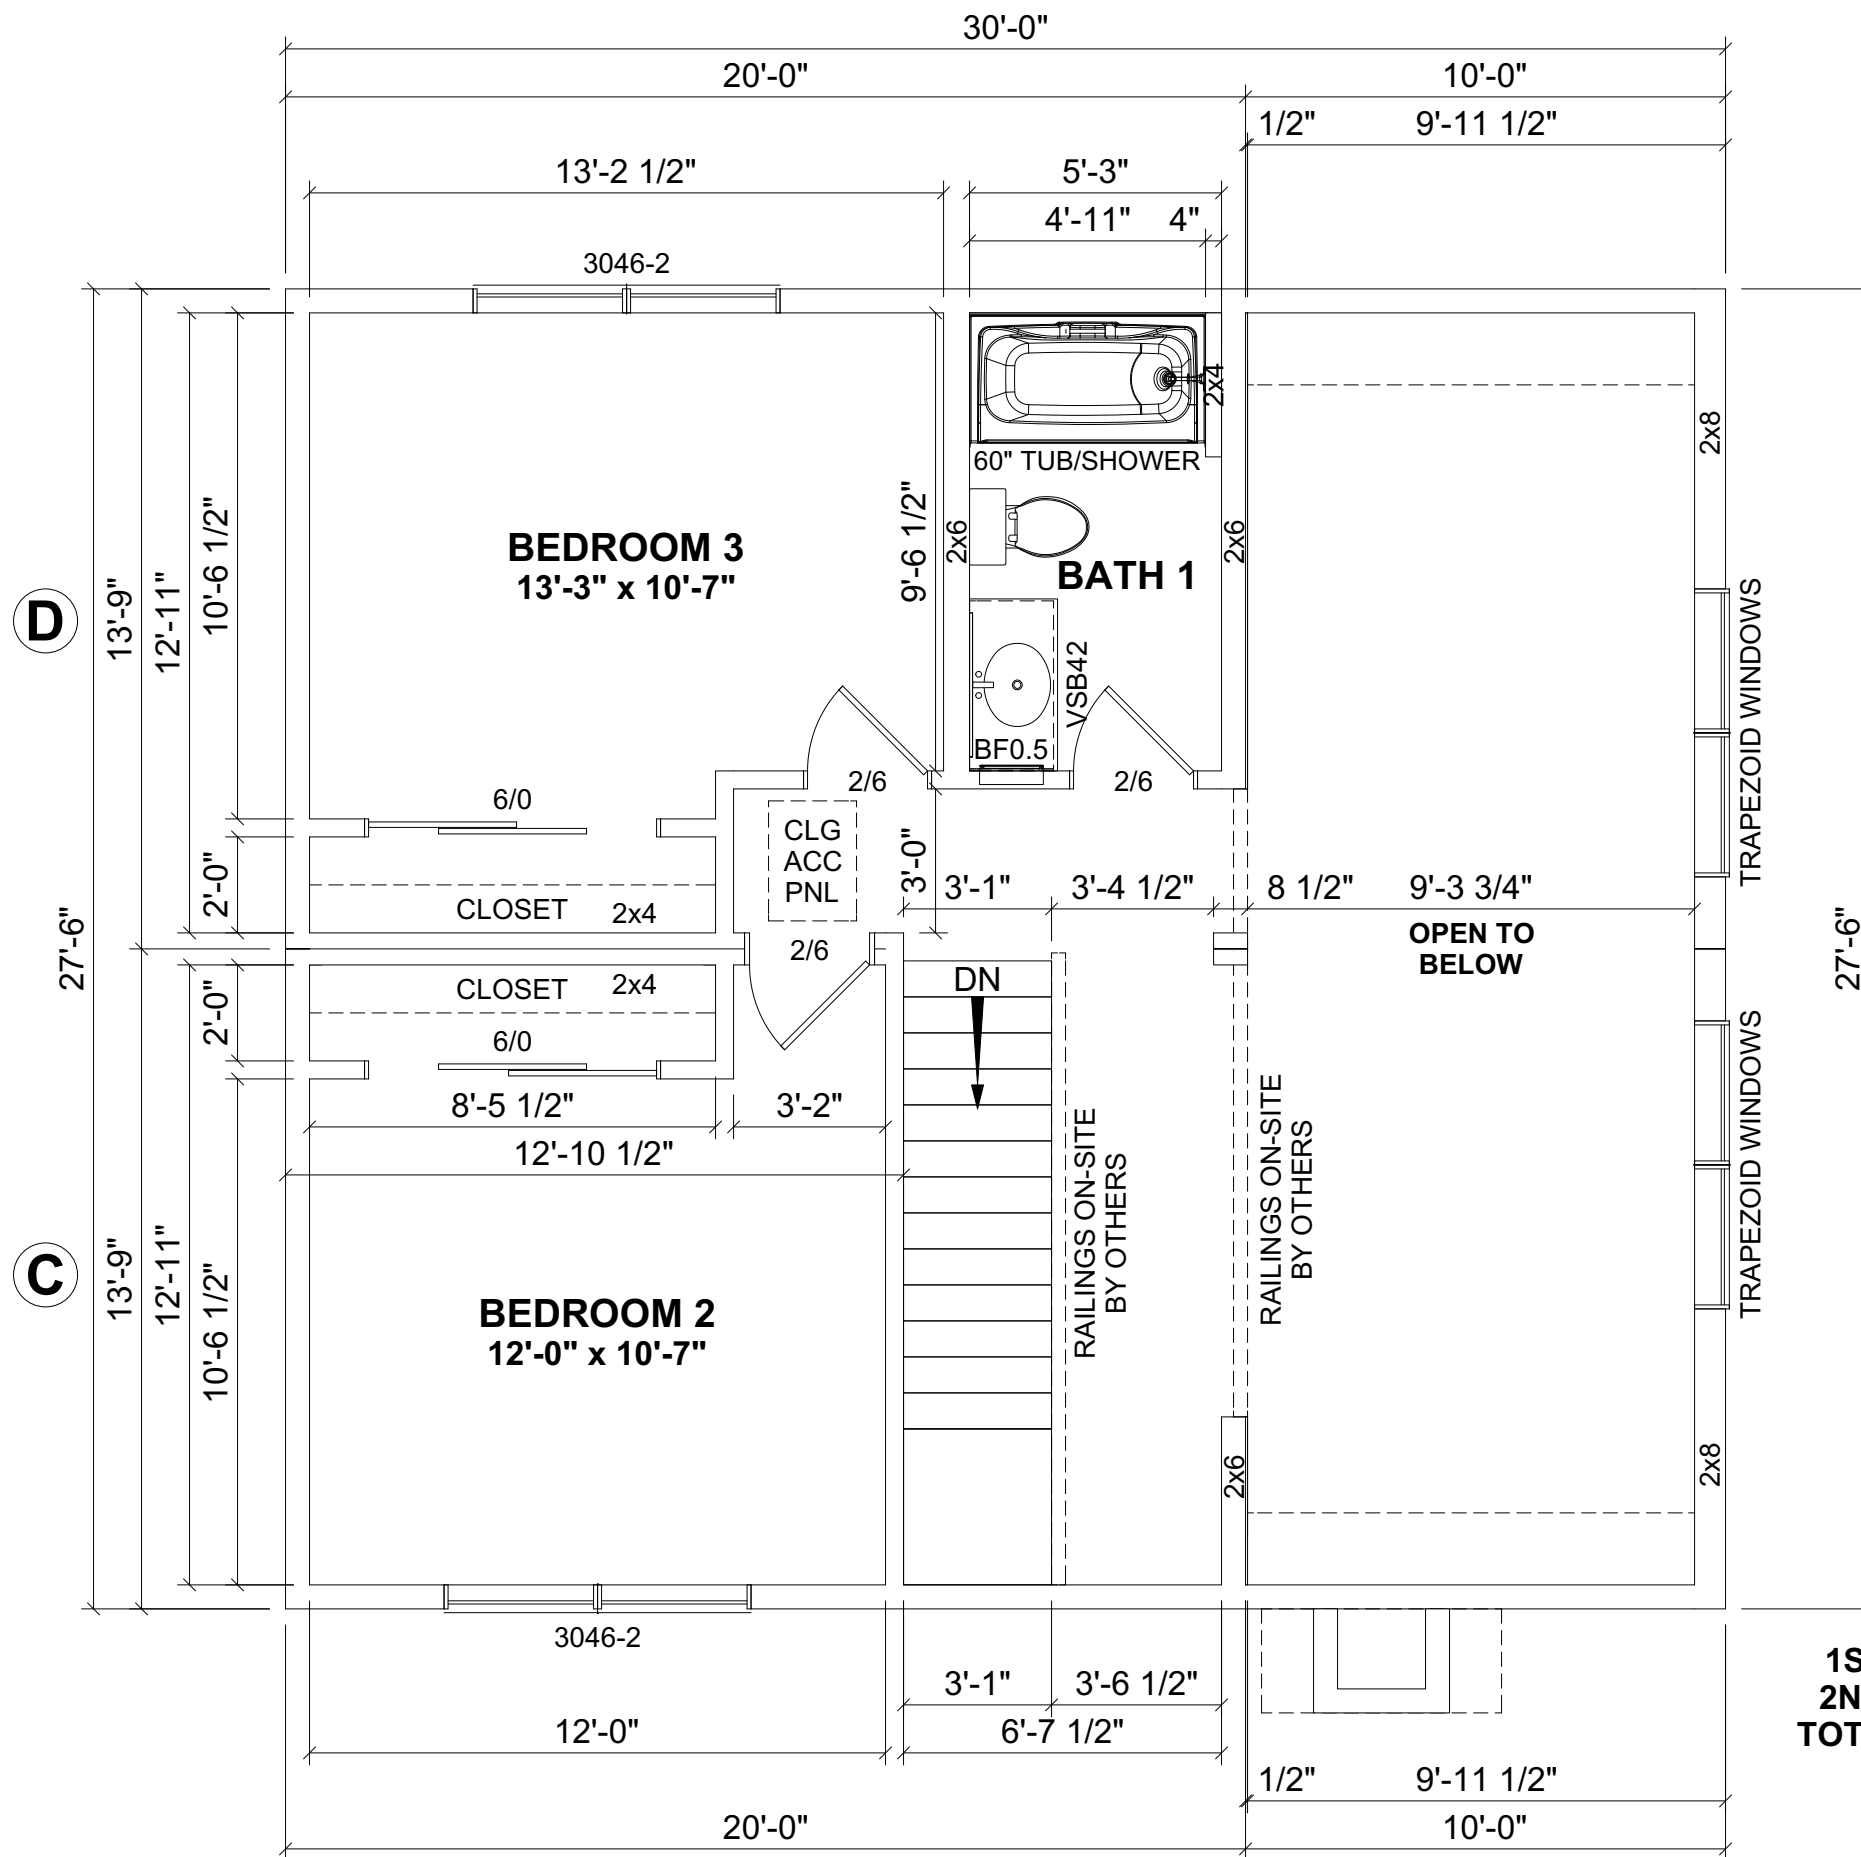 30'-0"
20'-0" 10'-0"
1/2" 9'-11 1/2"
13'-2 1/2" 5'-3"
4'-11" 4"
3046-2
2x4
2x8
60" TUB/SHOWER
10'-6 1/2"
9'-6 1/2"
2x6
2x6
BEDROOM 3
13'-3" x 10'-7"
BATH 1
D
13'-9"
12'-11"
VSB42
TRAPEZOID WINDOWS
BF0.5
2/6
2/6
6/0
CLG
ACC
PNL
3'-0"
2'-0"
3'-1" 3'-4 1/2" 8 1/2" 9'-3 3/4"
CLOSET 2x4
OPEN TO
BELOW
27'-6"
27'-6"
2/6
CLOSET 2x4
DN
2'-0"
6/0
8'-5 1/2" 3'-2"
12'-10 1/2"
RAILINGS ON-SITE
BY OTHERS
RAILINGS ON-SITE
BY OTHERS
TRAPEZOID WINDOWS
C
13'-9"
12'-11"
10'-6 1/2"
BEDROOM 2
12'-0" x 10'-7"
2x6
2x8
3046-2
1S
2N
TOT
3'-1" 3'-6 1/2"
12'-0" 6'-7 1/2"
1/2" 9'-11 1/2"
20'-0" 10'-0"